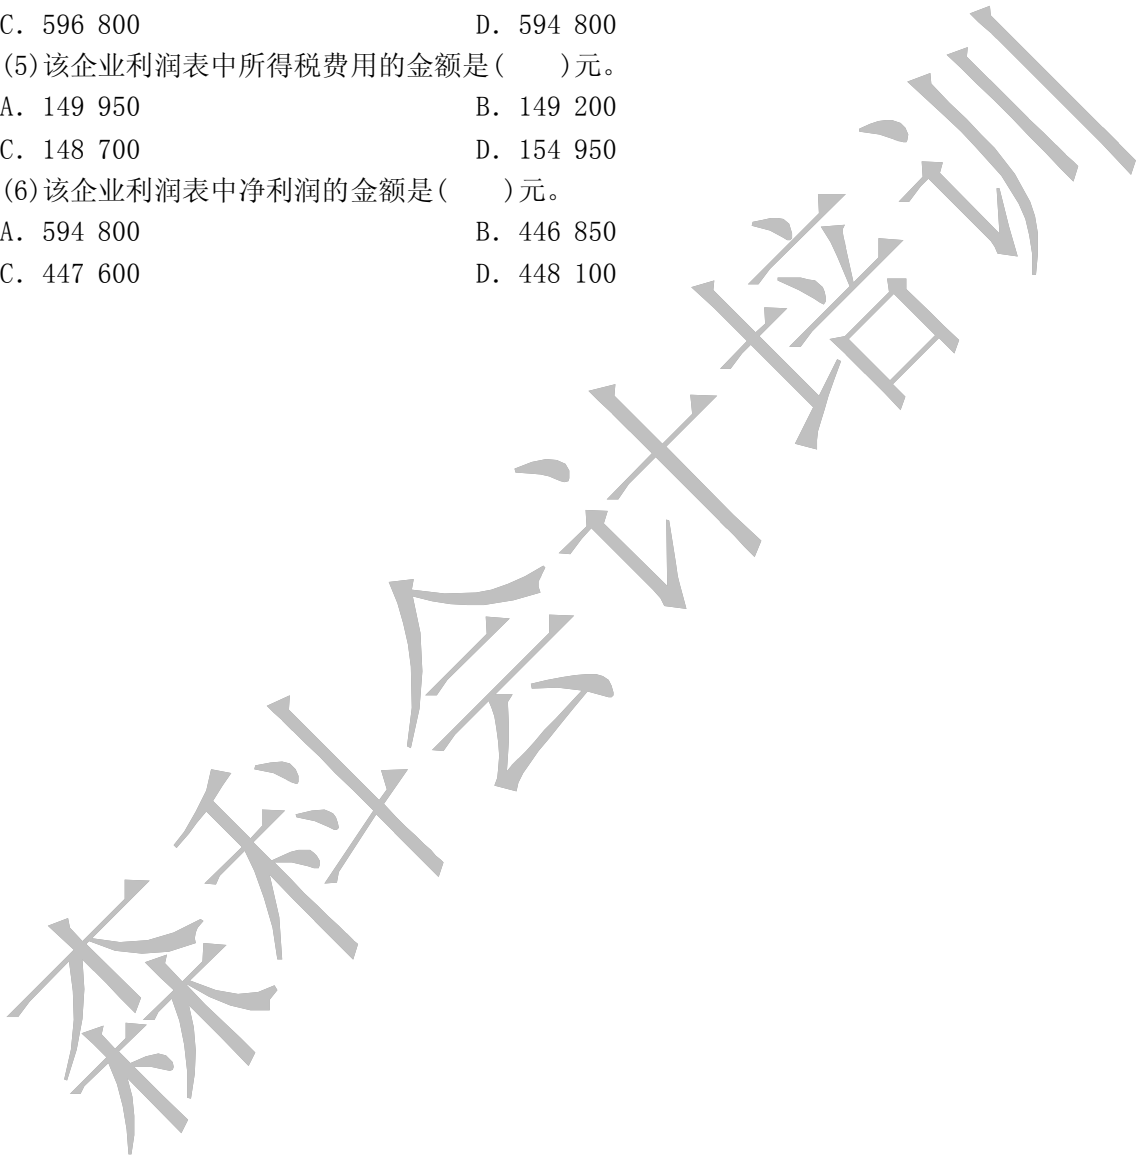 C．596 800 D．594 800
(5)该企业利润表中所得税费用的金额是(　　)元。
A．149 950 B．149 200
C．148 700 D．154 950
(6)该企业利润表中净利润的金额是(　　)元。
A．594 800 B．446 850
C．447 600 D．448 100
森科会计培训